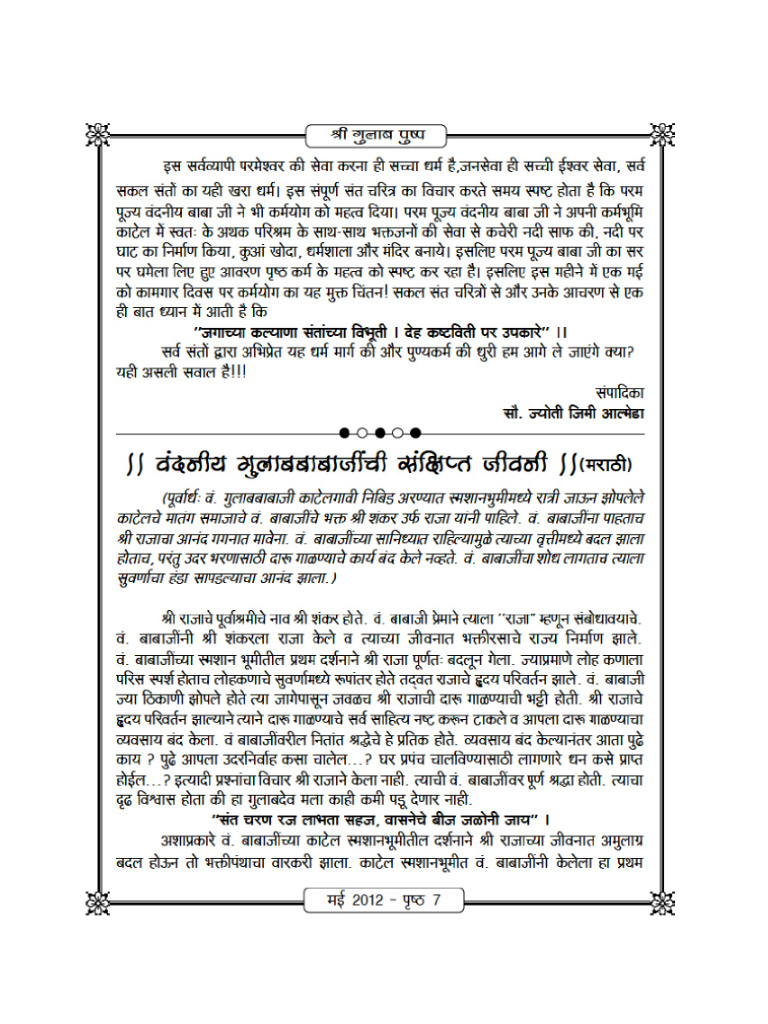 श्री गुलाब पुष्प
इस सर्वव्यापी परमेश्वर की सेवा करना ही सच्चा धर्म है,जनसेवा ही सच्ची ईश्वर सेवा, सर्व
सकल संतों का यही खरा धर्म। इस संपूर्ण संत चरित्र का विचार करते समय स्पष्ट होता है कि परम
पूज्य वंदनीय बाबा जी ने भी कर्मयोग को महत्व दिया। परम पूज्य वंदनीय बाबा जी ने अपनी कर्मभूमि
काटेल में स्वतः के अथक परिश्रम के साथ-साथ भक्तजनों की सेवा से कचेरी नदी साफ की, नदी पर
घाट का निर्माण किया, कुआं खोदा, धर्मशाला और मंदिर बनाये। इसलिए परम पूज्य बाबा जी का सर
पर घमेला लिए हुए आवरण पृष्ठ कर्म के महत्व को स्पष्ट कर रहा है। इसलिए इस महीने में एक मई
को कामगार दिवस पर कर्मयोग का यह मुक्त चिंतन! सकल संत चरित्रों से और उनके आचरण से एक
ही बात ध्यान में आती है कि
"जगाच्या कल्याणा संतांच्या विभूती । देह कष्टविती पर उपकारे" ।।
सर्व संतों द्वारा अभिप्रेत यह धर्म मार्ग की और पुण्यकर्म की धुरी हम आगे ले जाएंगे क्या?
यही असली सवाल है!!!
संपादिका
सौ. ज्योती जिमी आल्मेडा
।। वंदनीय गुलाबबाबाजींची संक्षिप्त जीवनी ।।(मराठी)
(पूर्वार्धः वं. गुलाबबाबाजी काटेलगावी निबिड अरण्यात स्मशानभुमीमध्ये रात्री जाऊन झोपलेले
काटेलचे मातंग समाजाचे वं. बाबाजींचे भक्त श्री शंकर उर्फ राजा यांनी पाहिले. वं. बाबाजींना पाहताच
श्री राजाचा आनंद गगनात मावेना. वं. बाबाजींच्या सानिध्यात राहिल्यामुळे त्याच्या वृत्तीमध्ये बदल झाला
होताच, परंतु उदर भरणासाठी दारू गाळण्याचे कार्य बंद केले नव्हते. वं. बाबाजींचा शोध लागताच त्याला
सुवर्णाचा हंडा सापडल्याचा आनंद झाला.)
श्री राजाचे पूर्वाश्रमीचे नाव श्री शंकर होते. वं. बाबाजी प्रेमाने त्याला "राजा" म्हणून संबोधावयाचे.
वं. बाबाजींनी श्री शंकरला राजा केले व त्याच्या जीवनात भक्तीरसाचे राज्य निर्माण झाले.
वं. बाबाजींच्या स्मशान भूमीतील प्रथम दर्शनाने श्री राजा पूर्णतः बदलून गेला. ज्याप्रमाणे लोह कणाला
परिस स्पर्श होताच लोहकणाचे सुवर्णामध्ये रूपांतर होते तद्वत राजाचे हृदय परिवर्तन झाले. वं. बाबाजी
ज्या ठिकाणी झोपले होते त्या जागेपासून जवळच श्री राजाची दारू गाळण्याची भट्टी होती. श्री राजाचे
हृदय परिवर्तन झाल्याने त्याने दारू गाळण्याचे सर्व साहित्य नष्ट करून टाकले व आपला दारू गाळण्याचा
व्यवसाय बंद केला. वं बाबाजींवरील नितांत श्रद्धेचे हे प्रतिक होते. व्यवसाय बंद केल्यानंतर आता पुढे
काय ? पुढे आपला उदरनिर्वाह कसा चालेल...? घर प्रपंच चालविण्यासाठी लागणारे धन कसे प्राप्त
होईल...? इत्यादी प्रश्नांचा विचार श्री राजाने केला नाही. त्याची वं. बाबाजींवर पूर्ण श्रद्धा होती. त्याचा
दृढ विश्वास होता की हा गुलाबदेव मला काही कमी पडू देणार नाही.
"संत चरण रज लाभता सहज, वासनेचे बीज जळोनी जाय" ।
अशाप्रकारे वं. बाबाजींच्या काटेल स्मशानभूमीतील दर्शनाने श्री राजाच्या जीवनात अमुलाग्र
बदल होऊन तो भक्तीपंथाचा वारकरी झाला. काटेल स्मशानभूमीत वं. बाबाजींनी केलेला हा प्रथम
मई 2012 - पृष्ठ 7